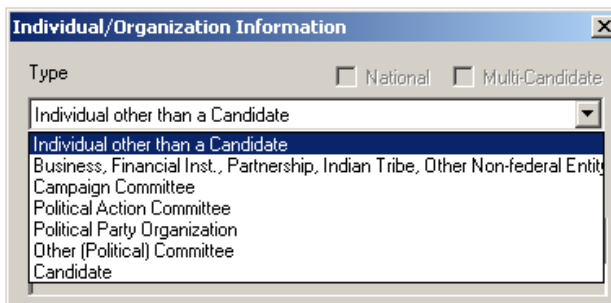 Individual/Organization Information
Type National Multi-Candidate
Individual other than a Candidate
Individual other than a Candidate
Business, Financial Inst., Partnership, Indian Tribe, Other Non-federal Entity
Campaign Committee
Political Action Committee
Political Party Organization
Other (Political) Committee
Candidate